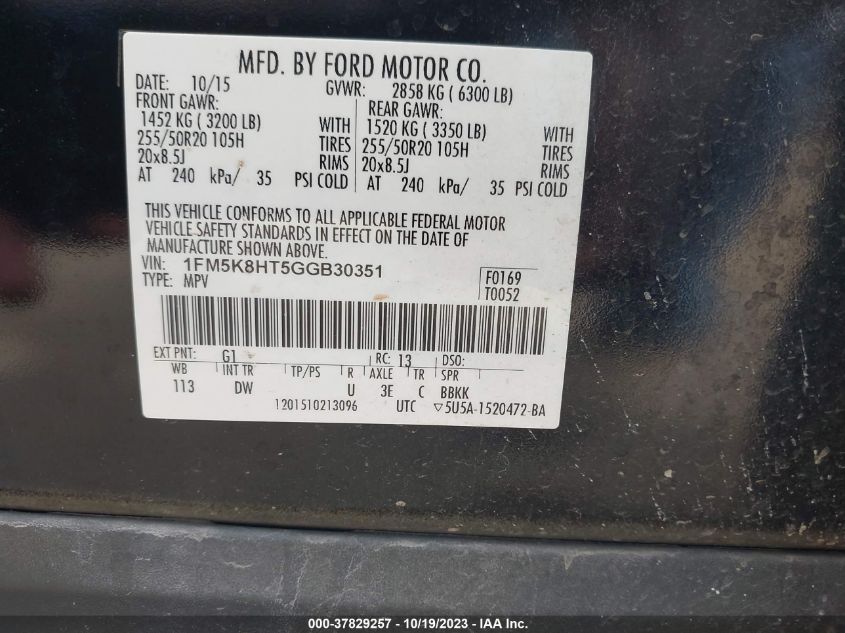 MFD. BY FORD MOTOR CO.
DATE: 10/15 GVWR: 2858 KG ( 6300 LB)
FRONT GAWR: REAR GAWR:
1452 KG ( 3200 LB) WITH 1520 KG ( 3350 LB) WITH
255/50R20 105H TIRES 255/50R20 105H TIRES
20x8.5J RIMS 20x8.5J RIMS
AT 240 kPa/ 35 PSI COLD AT 240 kPa/ 35 PSI COLD
THIS VEHICLE CONFORMS TO ALL APPLICABLE FEDERAL MOTOR
VEHICLE SAFETY STANDARDS IN EFFECT ON THE DATE OF
MANUFACTURE SHOWN ABOVE.
VIN: 1FM5K8HT5GGB30351 F0169
TYPE: MPV T0052
EXT PNT: G1 RC: 13 DSO:
WB INT TR TP/PS R AXLE TR SPR
113 DW U 3E C BBKK
1201510213096 UTC ▽5U5A-1520472-BA
000-37829257 - 10/19/2023 - IAA Inc.